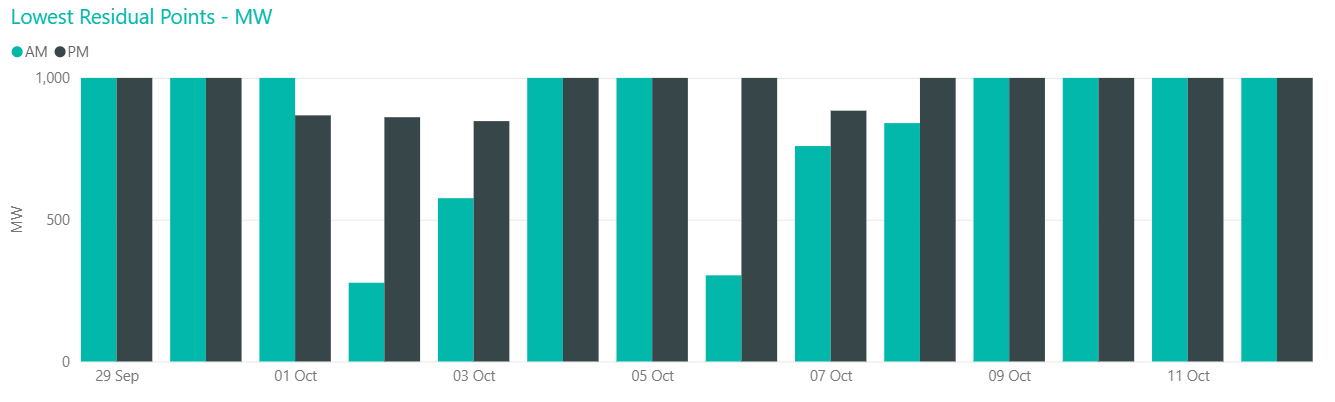 Lowest Residual Points - MW
AM PM
1,000
500
0
MW
29 Sep 01 Oct 03 Oct 05 Oct 07 Oct 09 Oct 11 Oct